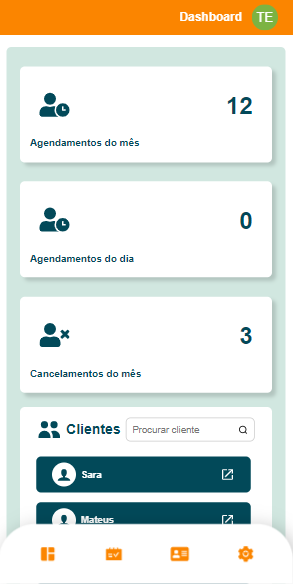 Dashboard TE
12
Agendamentos do mês
0
Agendamentos do dia
3
Cancelamentos do mês
Clientes Procurar cliente
Sara
Mateus